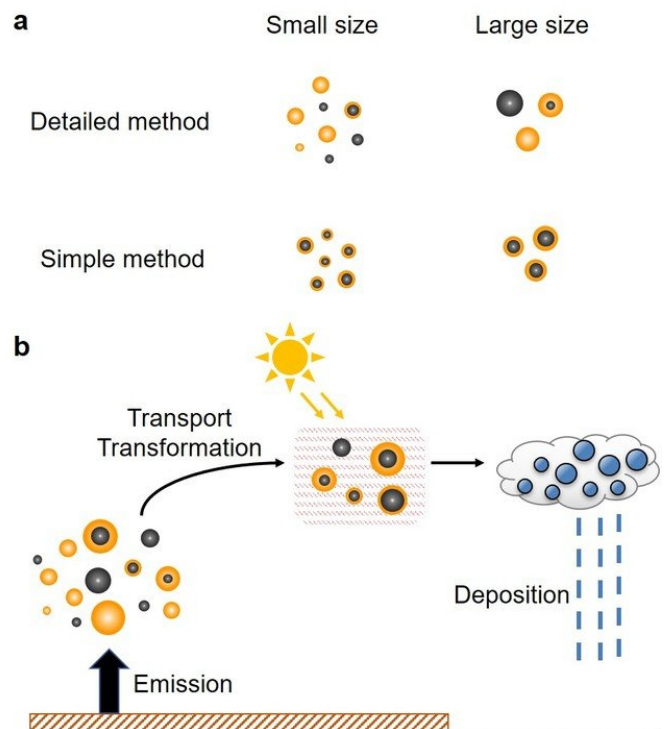 a
Small size
Large size
Detailed method
Simple method
b
Transport
Transformation
Deposition
Emission